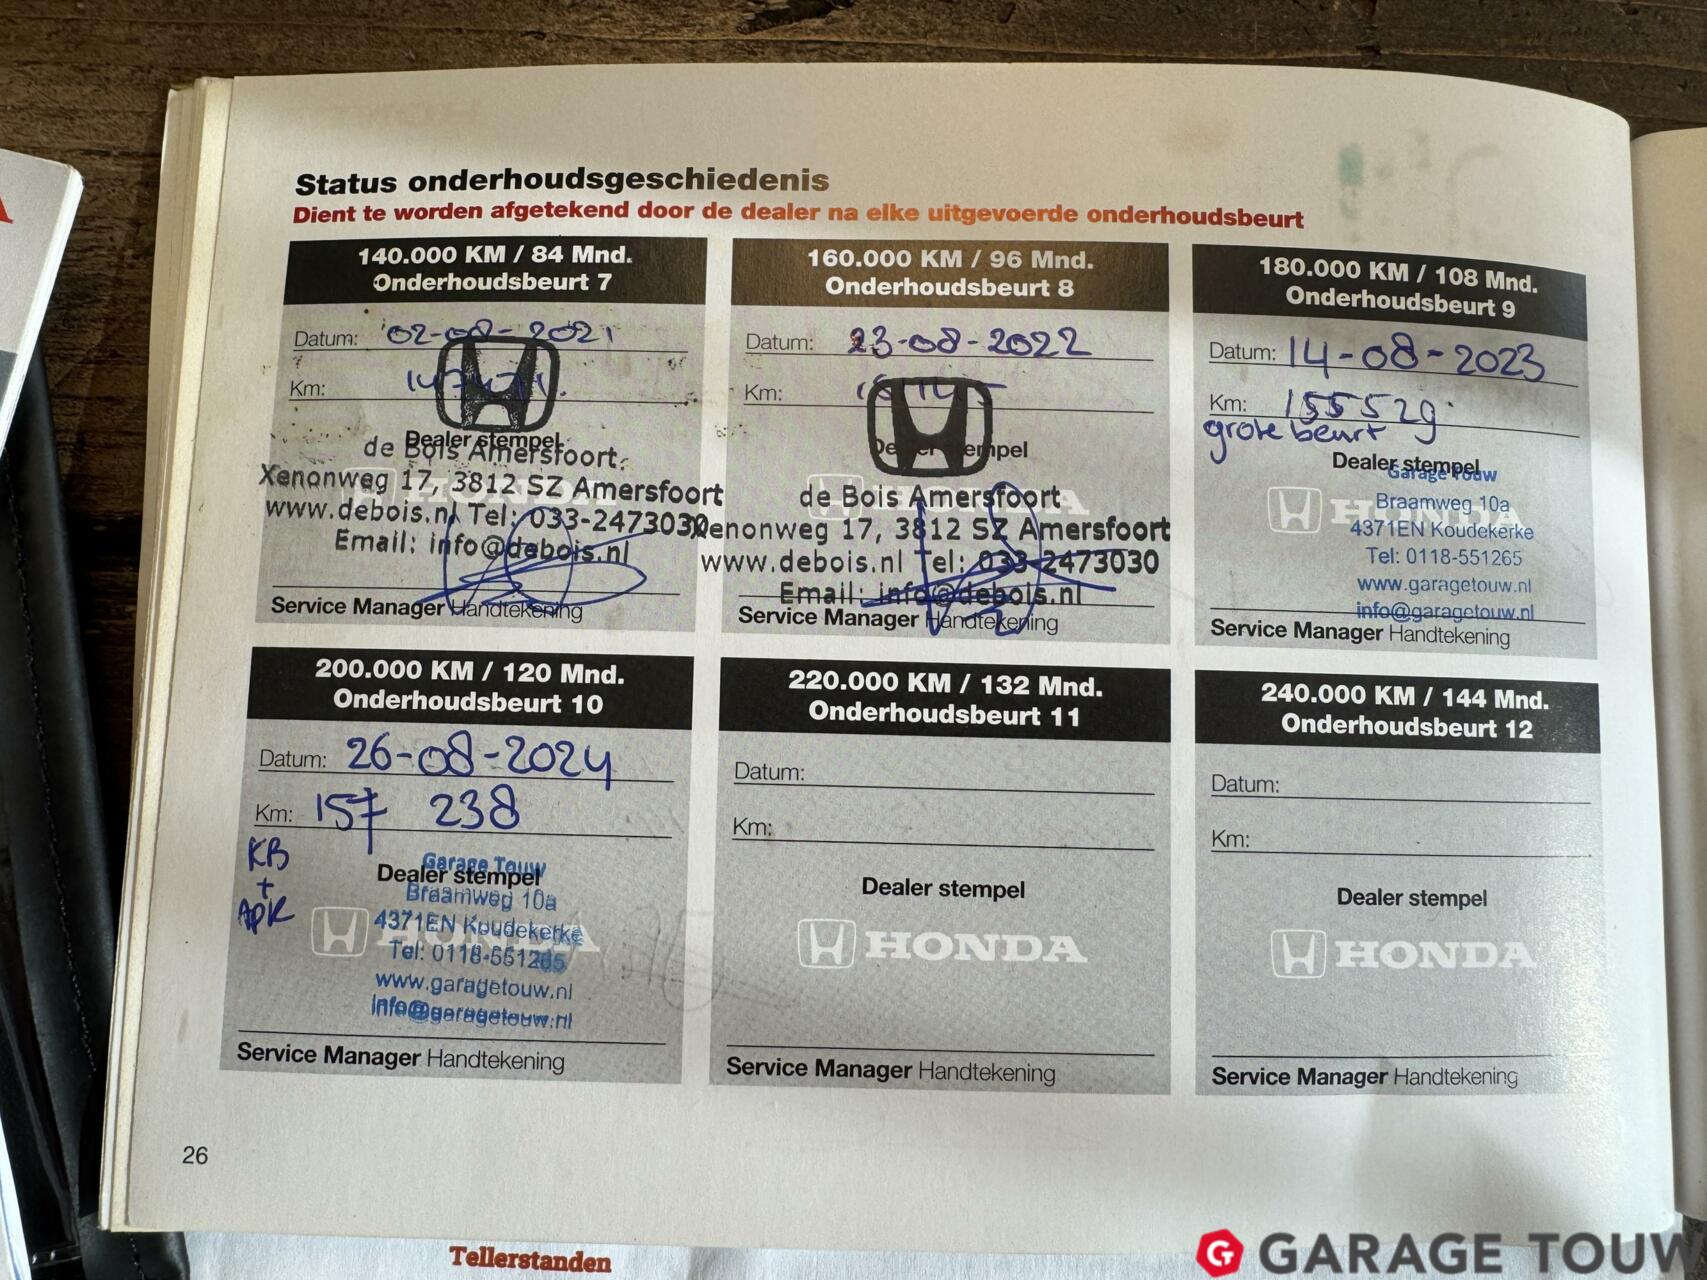 Status onderhoudsgeschiedenis
Dient te worden afgetekend door de dealer na elke uitgevoerde onderhoudsbeurt
140.000 KM / 84 Mnd.
Onderhoudsbeurt 7
Datum: 02-08-2021
Km:
Dealer stempel
de Bois Amersfoort.
Xenonweg 17, 3812 SZ Amersfoort
www.debois.nl Tel: 033-2473030
Email: info@debois.nl
HONDA
Service Manager Handtekening
160.000 KM / 96 Mnd.
Onderhoudsbeurt 8
Datum: 23-08-2022
Km:
Dealer stempel
de Bois Amersfoort
Xenonweg 17, 3812 SZ Amersfoort
www.debois.nl Tel: 033-2473030
Email: info@debois.nl
HONDA
Service Manager Handtekening
180.000 KM / 108 Mnd.
Onderhoudsbeurt 9
Datum: 14-08-2023
Km: 155529
grote beurt
Dealer stempel
Garage Touw
Braamweg 10a
HONDA
4371EN Koudekerke
Tel: 0118-551265
www.garagetouw.nl
info@garagetouw.nl
Service Manager Handtekening
200.000 KM / 120 Mnd.
Onderhoudsbeurt 10
Datum: 26-08-2024
Km: 157 238
KB
+
APK
Garage Touw
Dealer stempel
Braamweg 10a
4371EN Koudekerke
HONDA
Tel: 0118-551265
www.garagetouw.nl
info@garagetouw.nl
Service Manager Handtekening
220.000 KM / 132 Mnd.
Onderhoudsbeurt 11
Datum:
Km:
Dealer stempel
HONDA
Service Manager Handtekening
240.000 KM / 144 Mnd.
Onderhoudsbeurt 12
Datum:
Km:
Dealer stempel
HONDA
Service Manager Handtekening
26
Tellerstanden
GARAGE TOUW